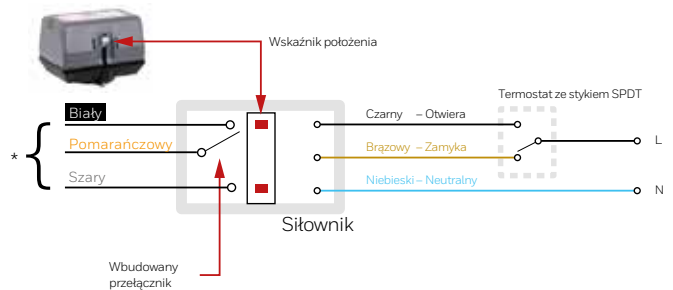 Wskaźnik położenia
Termostat ze stykiem SPDT
Biały
Czarny – Otwiera
Pomarańczowy
Brązowy – Zamyka
L
*
Szary
Niebieski – Neutralny
N
Siłownik
Wbudowany
przełącznik